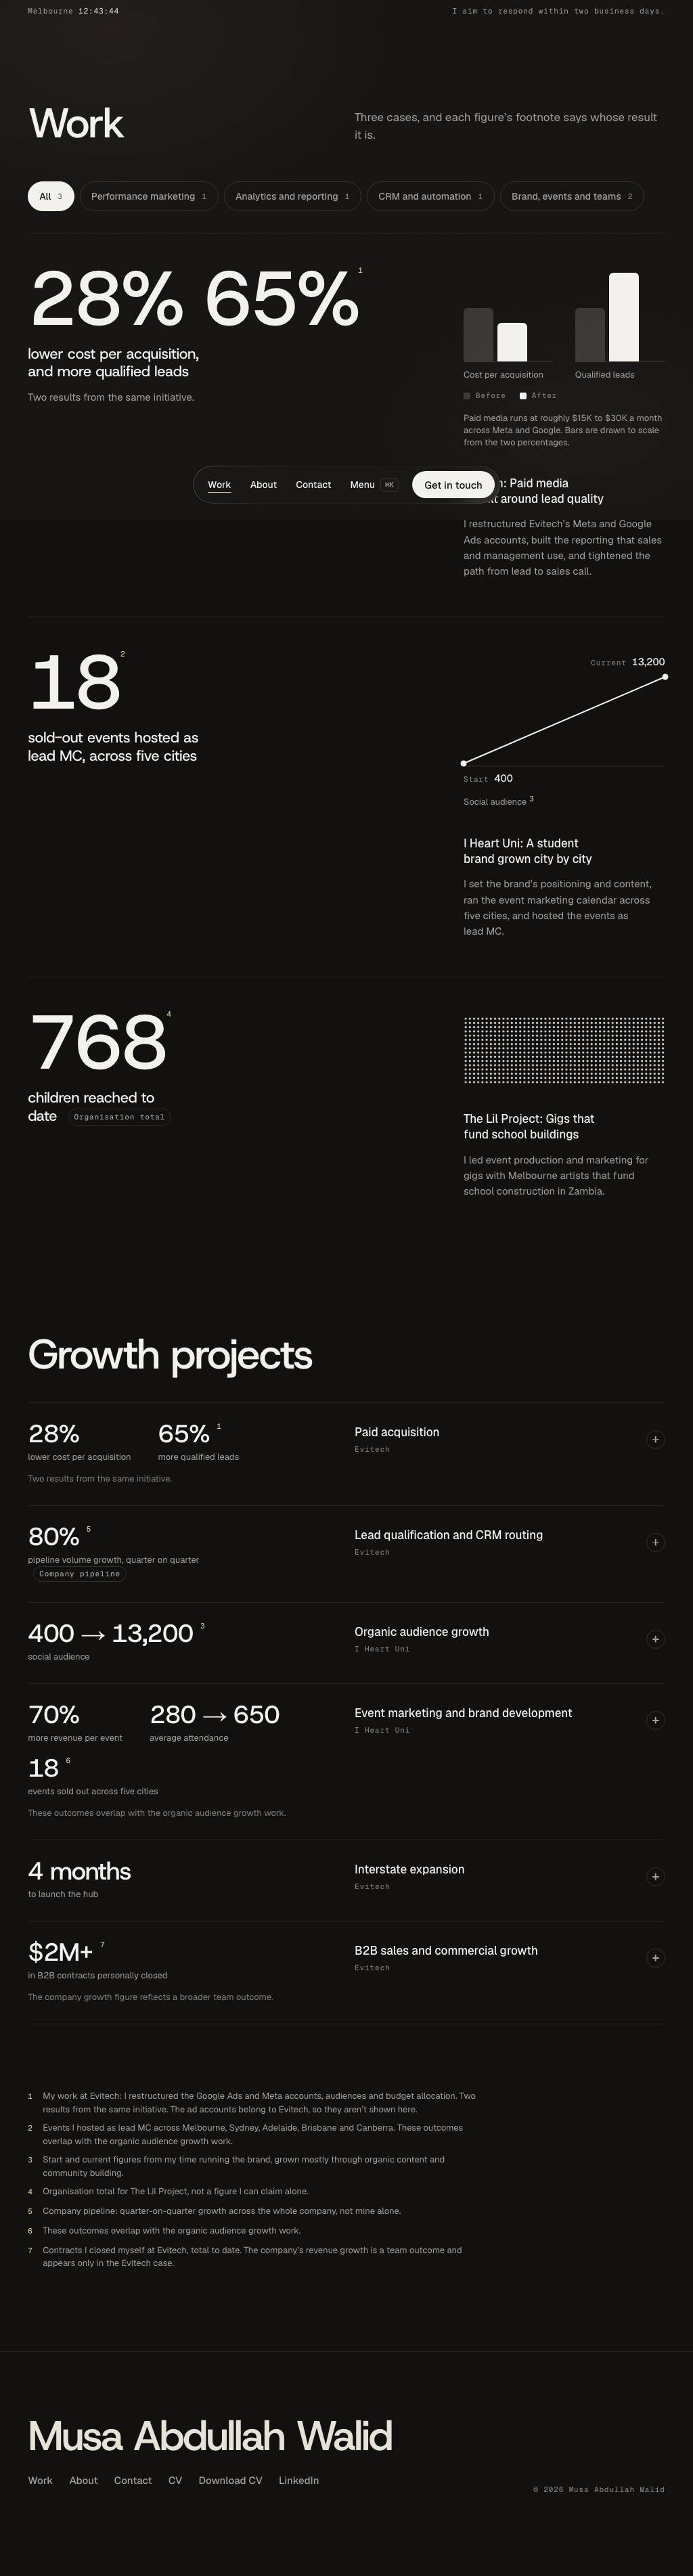 Melbourne 12:43:44
I aim to respond within two business days.
Work
Three cases, and each figure’s footnote says whose result
it is.
All 3
Performance marketing 1
Analytics and reporting 1
CRM and automation 1
Brand, events and teams 2
28% 65% 1
lower cost per acquisition,
and more qualified leads
Two results from the same initiative.
Cost per acquisition
Qualified leads
Before
After
Paid media runs at roughly $15K to $30K a month
across Meta and Google. Bars are drawn to scale
from the two percentages.
Work
About
Contact
Menu ⌘K
Get in touch
: Paid media
around lead quality
I restructured Evitech’s Meta and Google
Ads accounts, built the reporting that sales
and management use, and tightened the
path from lead to sales call.
18 2
sold-out events hosted as
lead MC, across five cities
Current 13,200
Start 400
Social audience 3
I Heart Uni: A student
brand grown city by city
I set the brand’s positioning and content,
ran the event marketing calendar across
five cities, and hosted the events as
lead MC.
768 4
children reached to
date Organisation total
The Lil Project: Gigs that
fund school buildings
I led event production and marketing for
gigs with Melbourne artists that fund
school construction in Zambia.
Growth projects
28%
lower cost per acquisition
65% 1
more qualified leads
Two results from the same initiative.
Paid acquisition
Evitech
+
80% 5
pipeline volume growth, quarter on quarter
Company pipeline
Lead qualification and CRM routing
Evitech
+
400 → 13,200 3
social audience
Organic audience growth
I Heart Uni
+
70%
more revenue per event
280 → 650
average attendance
18 6
events sold out across five cities
These outcomes overlap with the organic audience growth work.
Event marketing and brand development
I Heart Uni
+
4 months
to launch the hub
Interstate expansion
Evitech
+
$2M+ 7
in B2B contracts personally closed
The company growth figure reflects a broader team outcome.
B2B sales and commercial growth
Evitech
+
1 My work at Evitech: I restructured the Google Ads and Meta accounts, audiences and budget allocation. Two
results from the same initiative. The ad accounts belong to Evitech, so they aren’t shown here.
2 Events I hosted as lead MC across Melbourne, Sydney, Adelaide, Brisbane and Canberra. These outcomes
overlap with the organic audience growth work.
3 Start and current figures from my time running the brand, grown mostly through organic content and
community building.
4 Organisation total for The Lil Project, not a figure I can claim alone.
5 Company pipeline: quarter-on-quarter growth across the whole company, not mine alone.
6 These outcomes overlap with the organic audience growth work.
7 Contracts I closed myself at Evitech, total to date. The company’s revenue growth is a team outcome and
appears only in the Evitech case.
Musa Abdullah Walid
Work
About
Contact
CV
Download CV
LinkedIn
© 2026 Musa Abdullah Walid